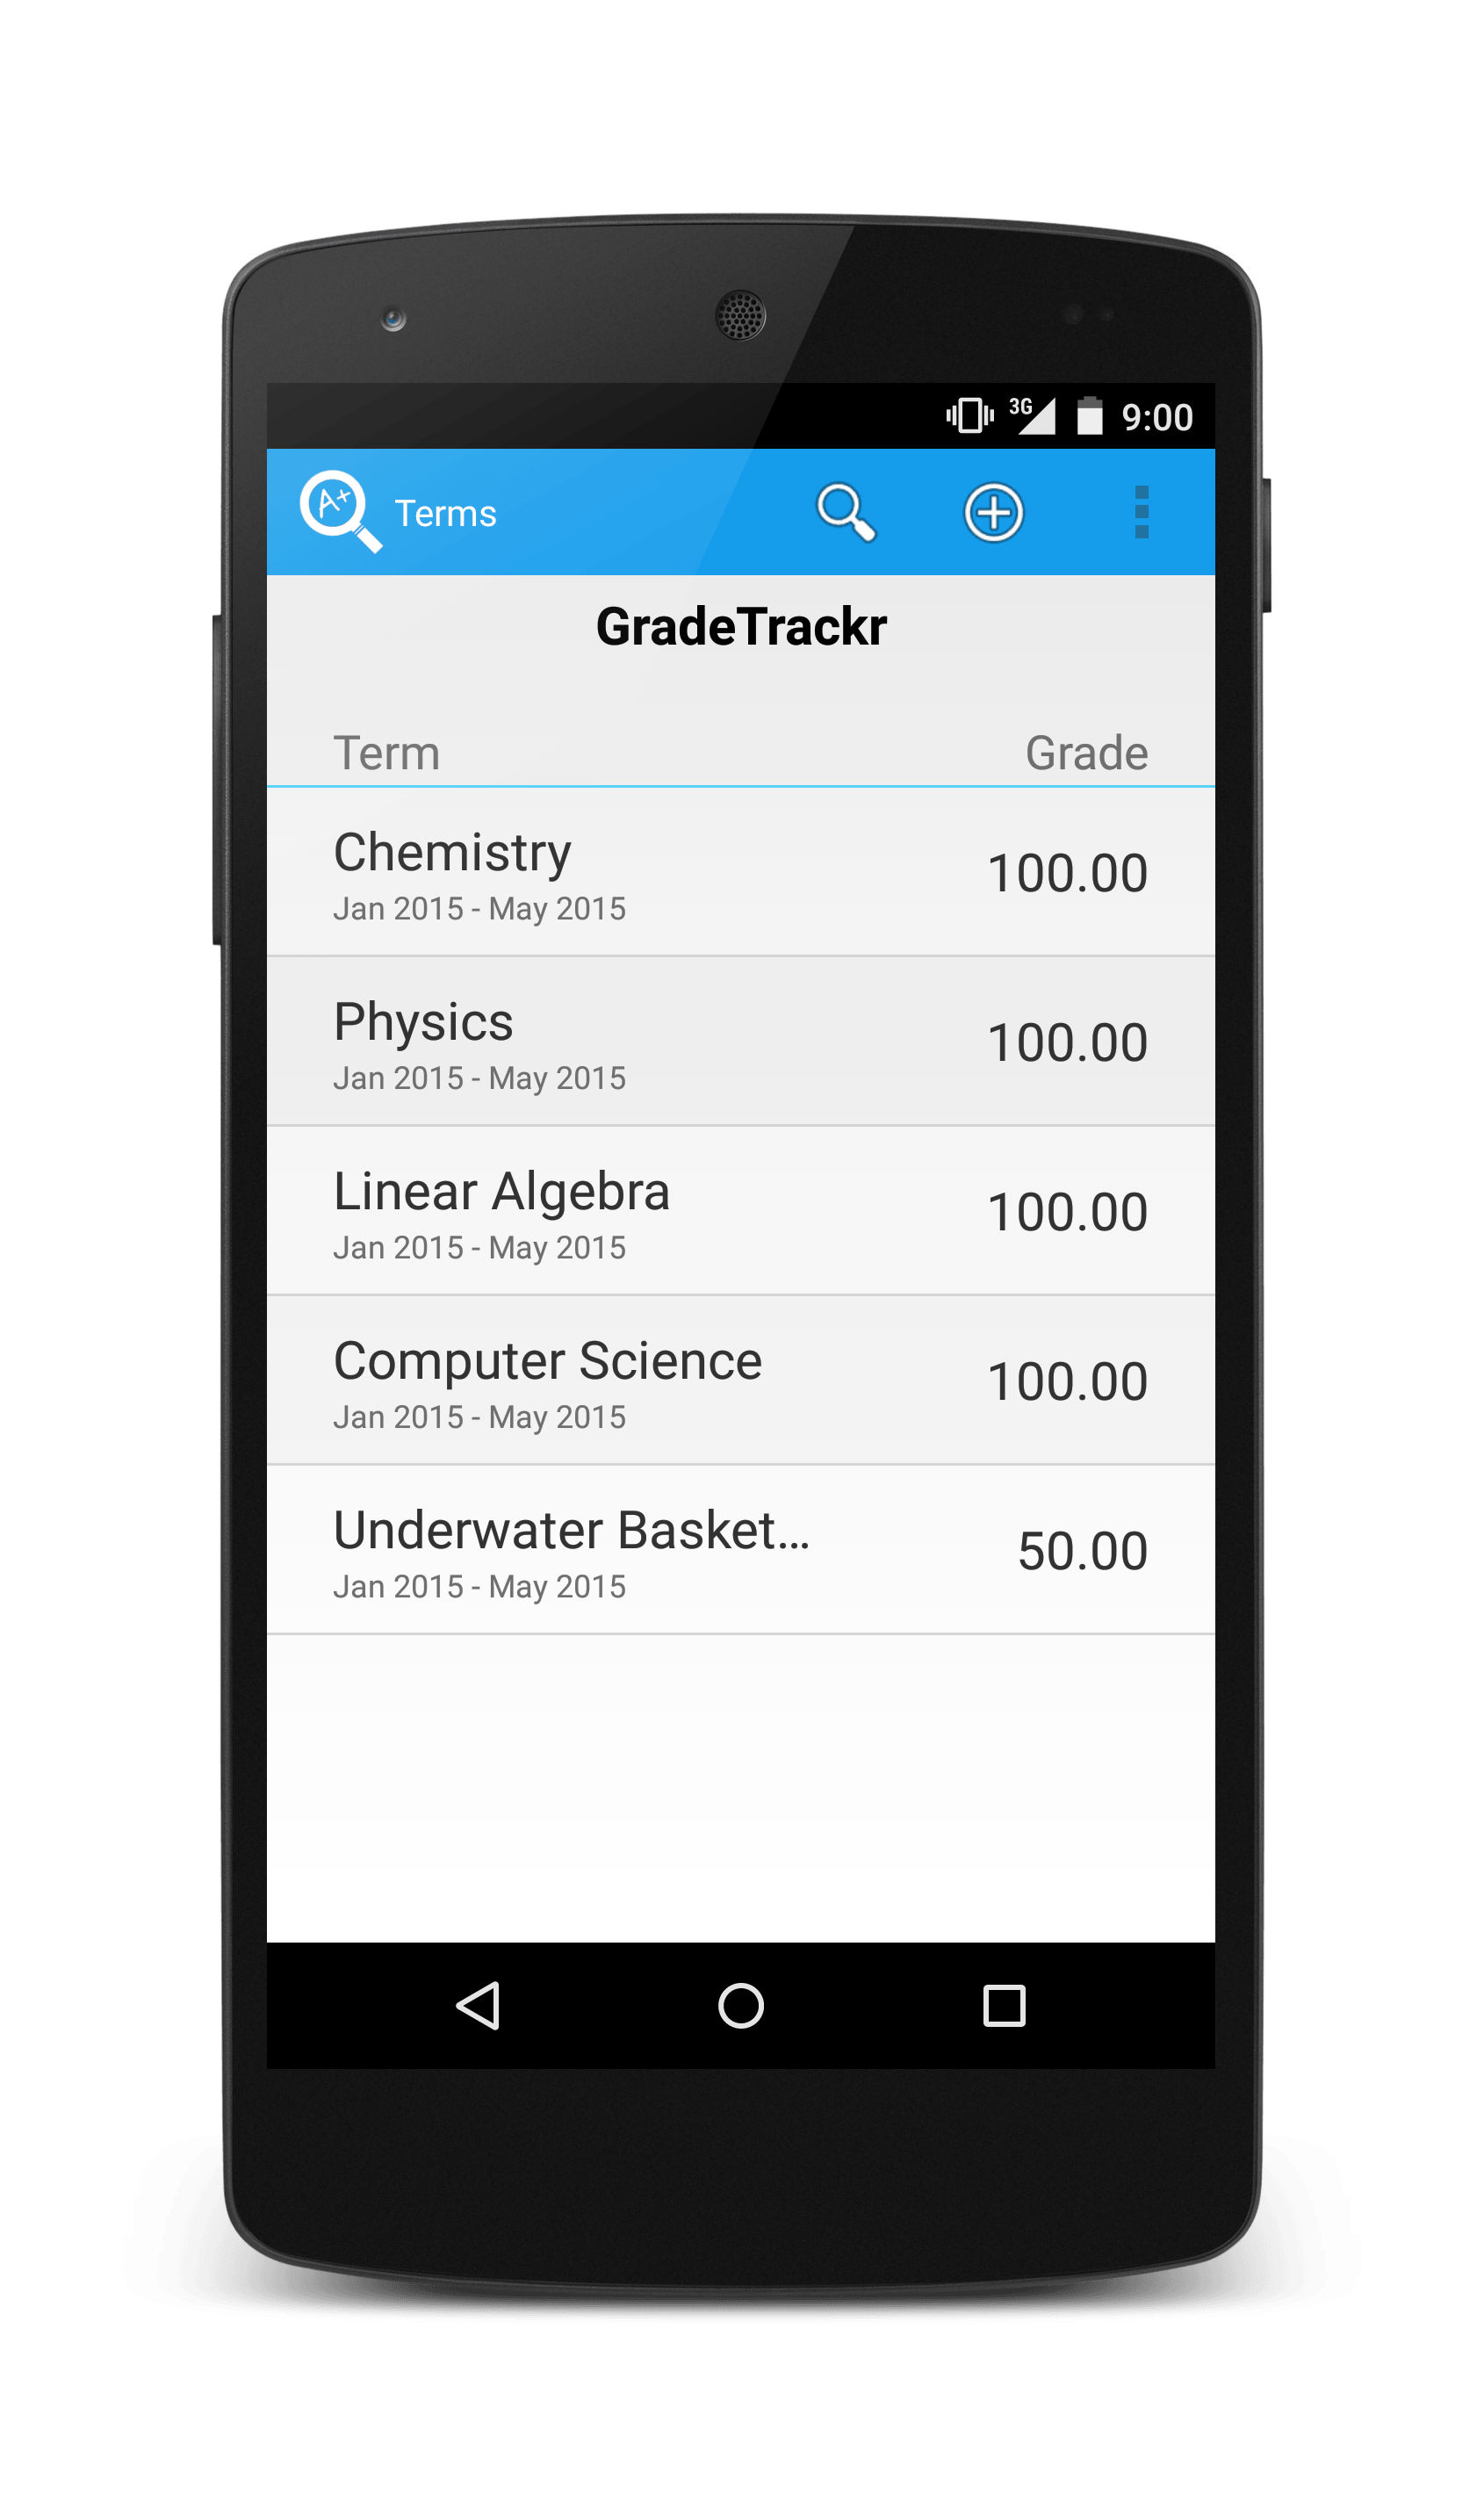 3G 9:00
A+ Terms
GradeTrackr
Term Grade
Chemistry
100.00
Jan 2015 - May 2015
Physics
100.00
Jan 2015 - May 2015
Linear Algebra
100.00
Jan 2015 - May 2015
Computer Science
100.00
Jan 2015 - May 2015
Underwater Basket...
50.00
Jan 2015 - May 2015